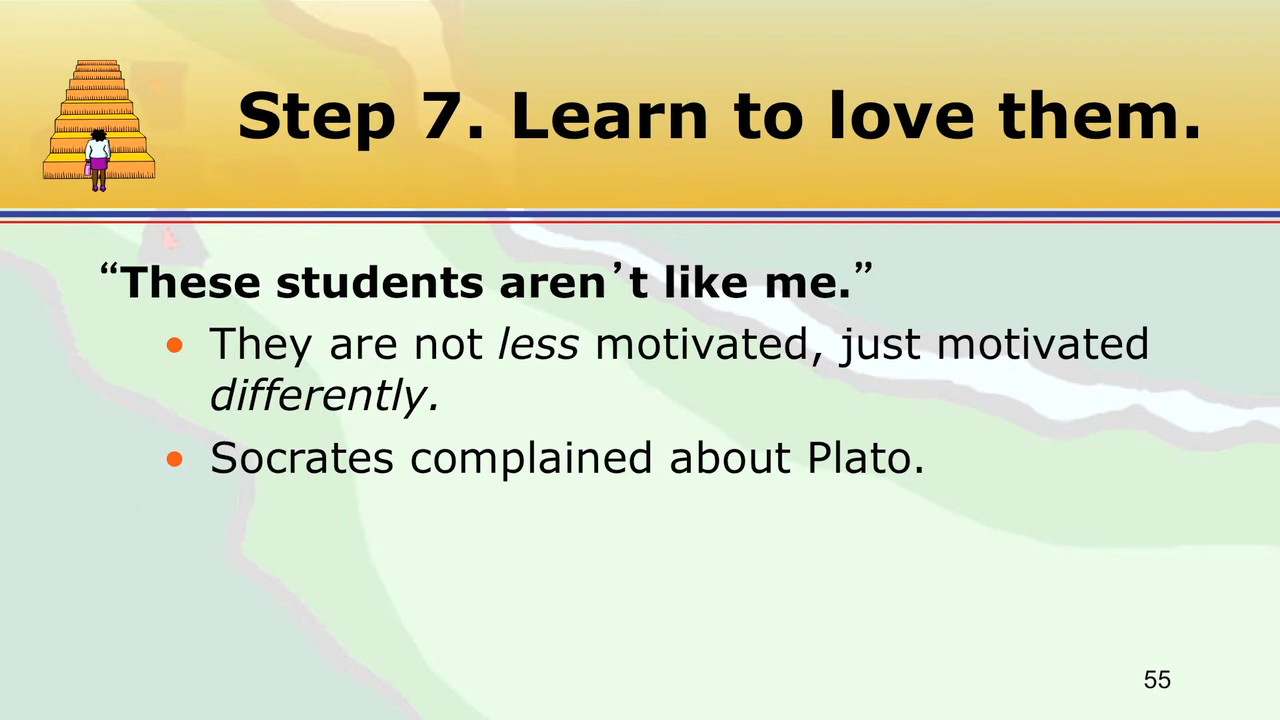 Step 7. Learn to love them.
“These students aren’t like me.”
• They are not less motivated, just motivated
differently.
• Socrates complained about Plato.
55